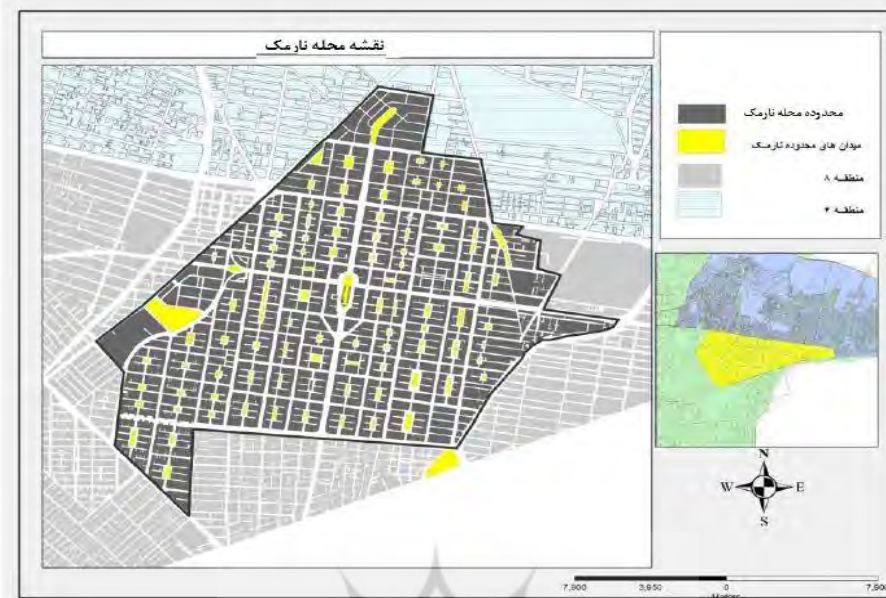 نقشه محله نارمک
محدوده محله نارمک
میدان های محدوده نارمک
منطقه ۸
منطقه ۴
N
W E
S
7,900 3,950 0 7,900
Meters